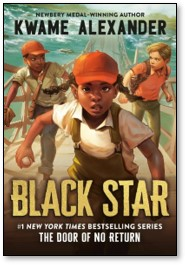 NEWBERY MEDAL–WINNING AUTHOR
KWAME ALEXANDER
BLACK STAR
#1 NEW YORK TIMES BESTSELLING SERIES
THE DOOR OF NO RETURN